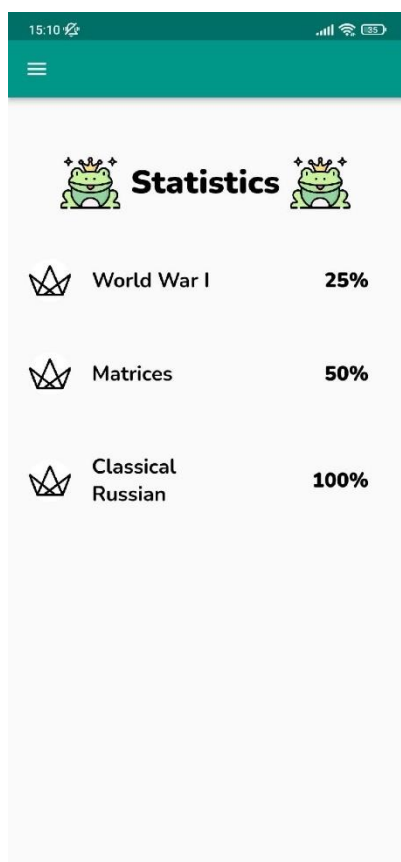 15:10 35
Statistics
World War I 25%
Matrices 50%
Classical
Russian 100%